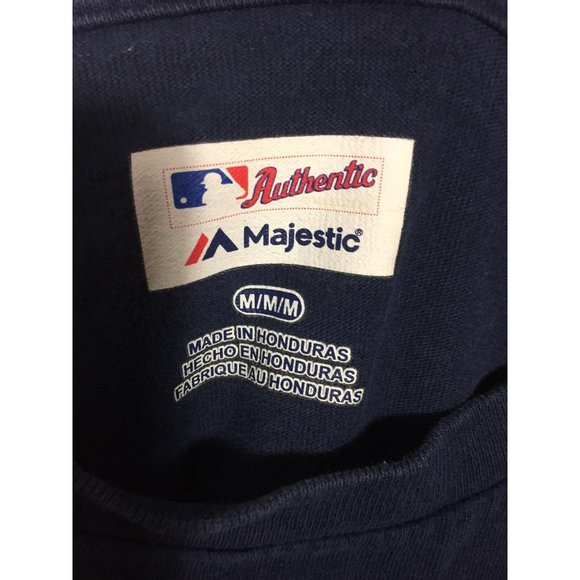 Authentic
Majestic®
M/M/M
MADE IN HONDURAS
HECHO EN HONDURAS
FABRIQUE AU HONDURAS